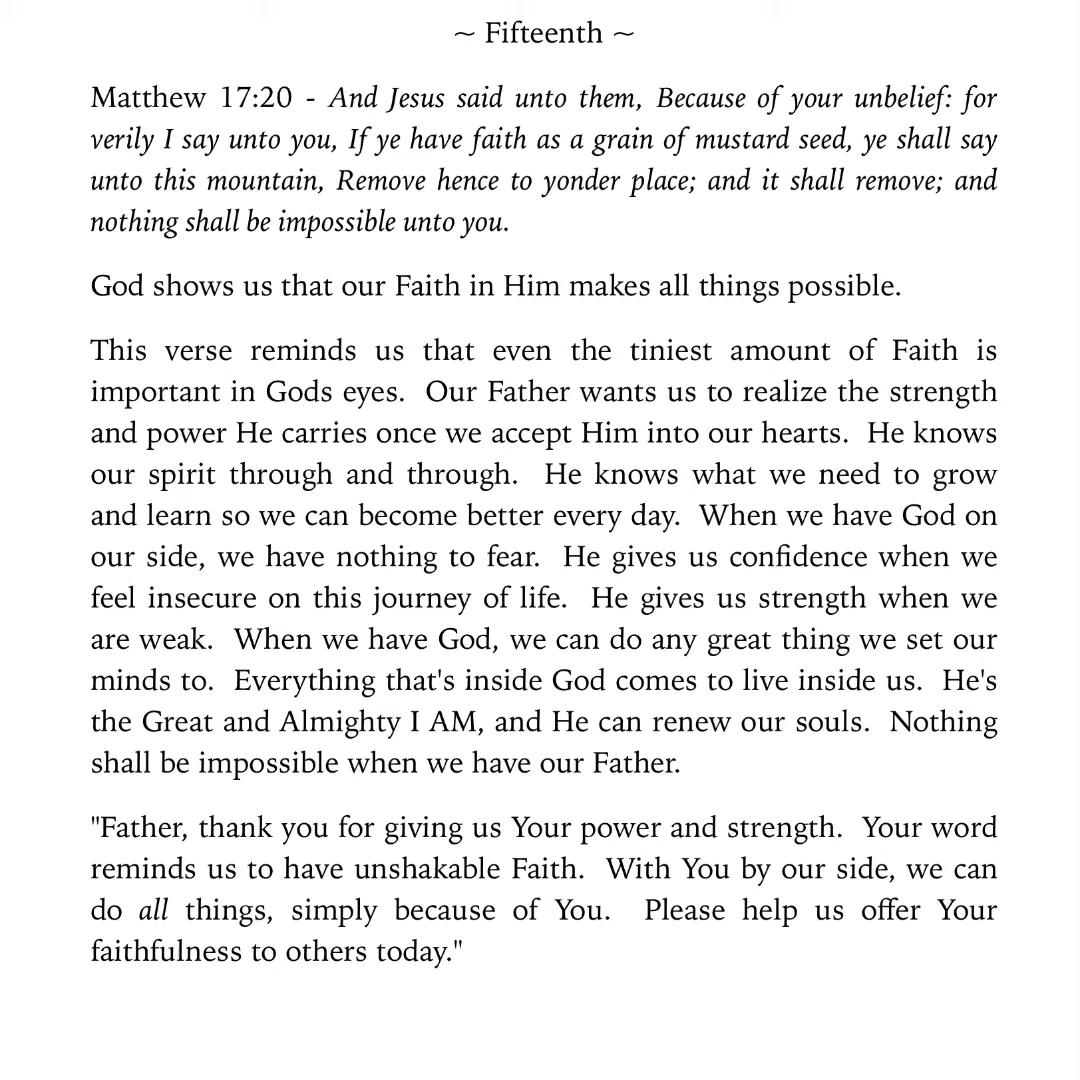 ~ Fifteenth ~
Matthew 17:20 - And Jesus said unto them, Because of your unbelief: for
verily I say unto you, If ye have faith as a grain of mustard seed, ye shall say
unto this mountain, Remove hence to yonder place; and it shall remove; and
nothing shall be impossible unto you.
God shows us that our Faith in Him makes all things possible.
This verse reminds us that even the tiniest amount of Faith is
important in Gods eyes.  Our Father wants us to realize the strength
and power He carries once we accept Him into our hearts.  He knows
our spirit through and through.  He knows what we need to grow
and learn so we can become better every day.  When we have God on
our side, we have nothing to fear.  He gives us confidence when we
feel insecure on this journey of life.  He gives us strength when we
are weak.  When we have God, we can do any great thing we set our
minds to.  Everything that's inside God comes to live inside us.  He's
the Great and Almighty I AM, and He can renew our souls.  Nothing
shall be impossible when we have our Father.
"Father, thank you for giving us Your power and strength.  Your word
reminds us to have unshakable Faith.  With You by our side, we can
do all things, simply because of You.  Please help us offer Your
faithfulness to others today."